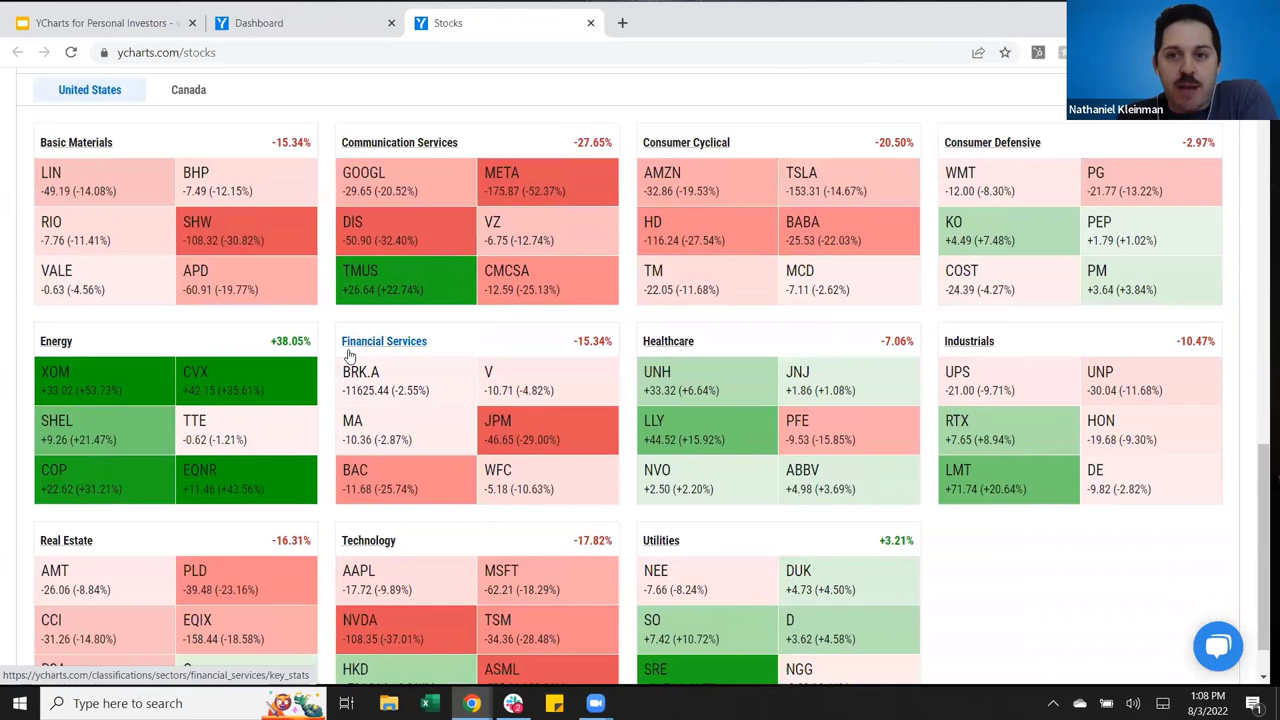 YCharts for Personal Investors - v
Dashboard
Stocks
ycharts.com/stocks
Nathaniel Kleinman
United States
Canada
Basic Materials -15.34%
LIN BHP
-49.19 (-14.08%) -7.49 (-12.15%)
RIO SHW
-7.76 (-11.41%) -108.32 (-30.82%)
VALE APD
-0.63 (-4.56%) -60.91 (-19.77%)
Communication Services -27.65%
GOOGL META
-29.65 (-20.52%) -175.87 (-52.37%)
DIS VZ
-50.90 (-32.40%) -6.75 (-12.74%)
TMUS CMCSA
+26.64 (+22.74%) -12.59 (-25.13%)
Consumer Cyclical -20.50%
AMZN TSLA
-32.86 (-19.53%) -153.31 (-14.67%)
HD BABA
-116.24 (-27.54%) -25.53 (-22.03%)
TM MCD
-22.05 (-11.68%) -7.11 (-2.62%)
Consumer Defensive -2.97%
WMT PG
-12.00 (-8.30%) -21.77 (-13.22%)
KO PEP
+4.49 (+7.48%) +1.79 (+1.02%)
COST PM
-24.39 (-4.27%) +3.64 (+3.84%)
Energy +38.05%
XOM CVX
+33.02 (+53.73%) +42.15 (+35.61%)
SHEL TTE
+9.26 (+21.47%) -0.62 (-1.21%)
COP EQNR
+22.62 (+31.21%) +11.46 (+43.56%)
Financial Services -15.34%
BRK.A V
-11625.44 (-2.55%) -10.71 (-4.82%)
MA JPM
-10.36 (-2.87%) -46.65 (-29.00%)
BAC WFC
-11.68 (-25.74%) -5.18 (-10.63%)
Healthcare -7.06%
UNH JNJ
+33.32 (+6.64%) +1.86 (+1.08%)
LLY PFE
+44.52 (+15.92%) -9.53 (-15.85%)
NVO ABBV
+2.50 (+2.20%) +4.98 (+3.69%)
Industrials -10.47%
UPS UNP
-21.00 (-9.71%) -30.04 (-11.68%)
RTX HON
+7.65 (+8.94%) -19.68 (-9.30%)
LMT DE
+71.74 (+20.64%) -9.82 (-2.82%)
Real Estate -16.31%
AMT PLD
-26.06 (-8.84%) -39.48 (-23.16%)
CCI EQIX
-31.26 (-14.80%) -158.44 (-18.58%)
Technology -17.82%
AAPL MSFT
-17.72 (-9.89%) -62.21 (-18.29%)
NVDA TSM
-108.35 (-37.01%) -34.36 (-28.48%)
HKD ASML
Utilities +3.21%
NEE DUK
-7.66 (-8.24%) +4.73 (+4.50%)
SO D
+7.42 (+10.72%) +3.62 (+4.58%)
SRE NGG
https://ycharts.com/classifications/sectors/financial_services/key_stats
Type here to search
1:08 PM
8/3/2022